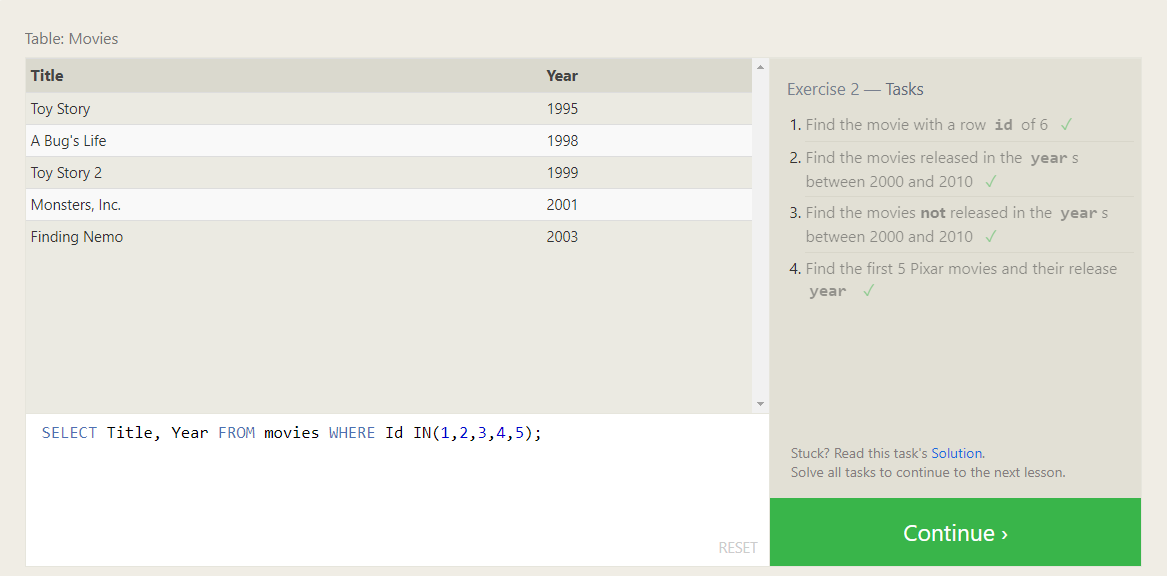 Table: Movies
Title Year
Toy Story 1995
A Bug's Life 1998
Toy Story 2 1999
Monsters, Inc. 2001
Finding Nemo 2003
SELECT Title, Year FROM movies WHERE Id IN(1,2,3,4,5);
RESET
Exercise 2 — Tasks
1. Find the movie with a row id of 6 ✓
2. Find the movies released in the year s
between 2000 and 2010 ✓
3. Find the movies not released in the year s
between 2000 and 2010 ✓
4. Find the first 5 Pixar movies and their release
year ✓
Stuck? Read this task's Solution.
Solve all tasks to continue to the next lesson.
Continue ›